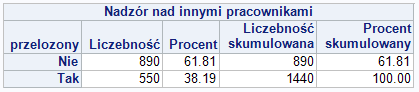 Nadzór nad innymi pracownikami
przelozony Liczebność Procent Liczebność skumulowana Procent skumulowany
Nie 890 61.81 890 61.81
Tak 550 38.19 1440 100.00